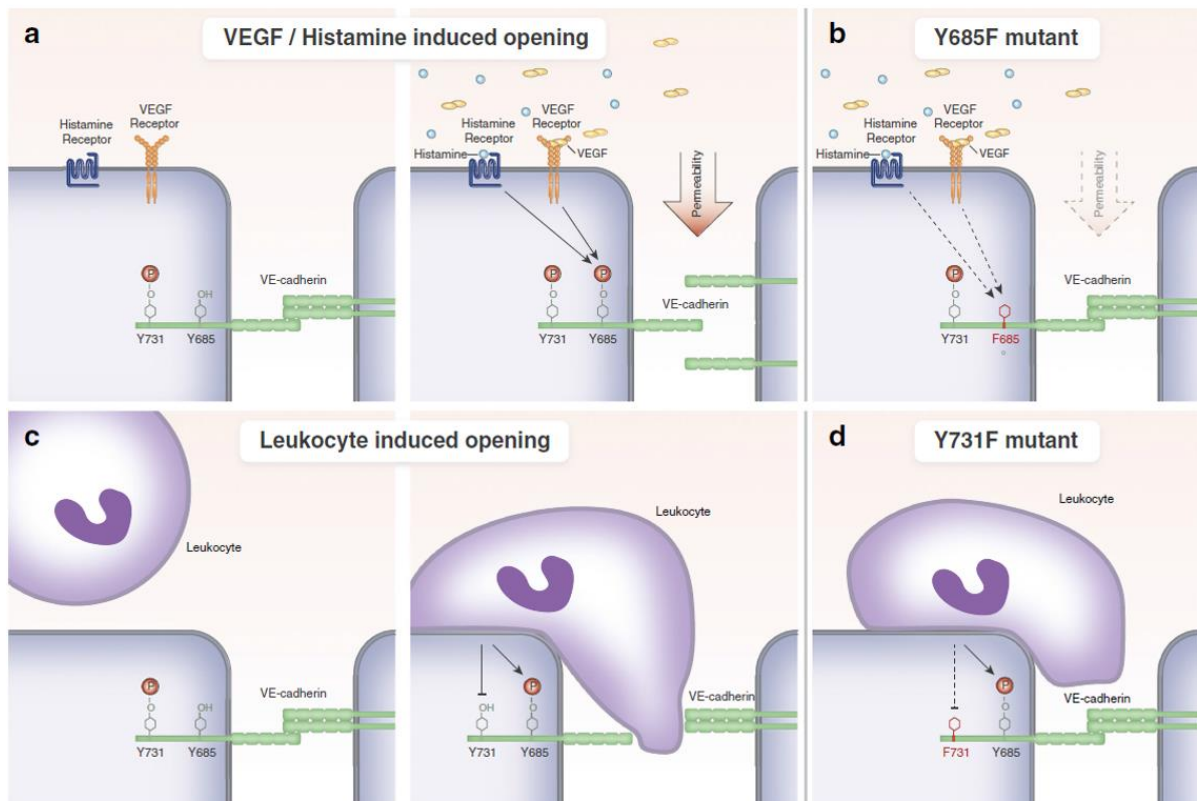 a
VEGF / Histamine induced opening
Histamine
Receptor
VEGF
Receptor
P
O
OH
VE-cadherin
Y731
Y685
Histamine
Receptor
VEGF
Receptor
Histamine
VEGF
Permeability
P
P
O
O
VE-cadherin
Y731
Y685
b
Y685F mutant
Histamine
Receptor
VEGF
Receptor
Histamine
VEGF
Permeability
P
O
VE-cadherin
Y731
F685
c
Leukocyte induced opening
Leukocyte
P
O
OH
VE-cadherin
Y731
Y685
Leukocyte
P
OH
O
VE-cadherin
Y731
Y685
d
Y731F mutant
Leukocyte
P
O
VE-cadherin
F731
Y685